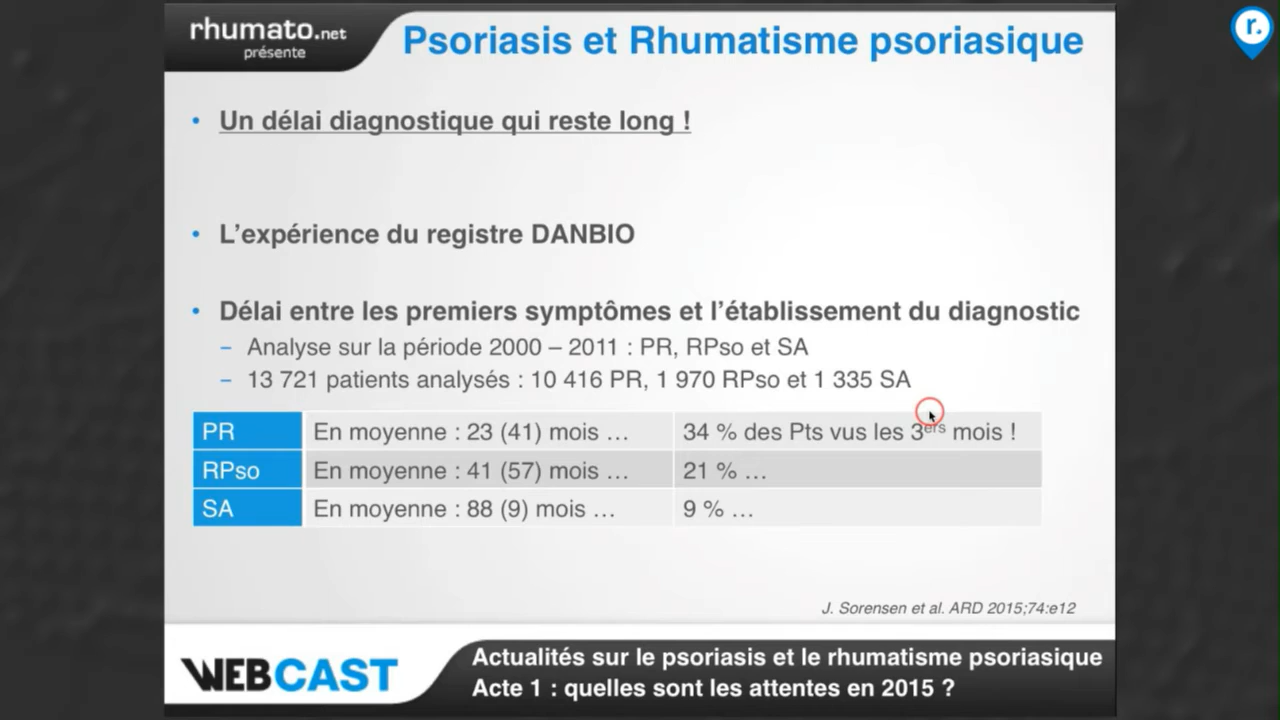 rhumato.net
présente
Psoriasis et Rhumatisme psoriasique
r.
• Un délai diagnostique qui reste long !
• L'expérience du registre DANBIO
• Délai entre les premiers symptômes et l'établissement du diagnostic
– Analyse sur la période 2000 – 2011 : PR, RPso et SA
– 13 721 patients analysés : 10 416 PR, 1 970 RPso et 1 335 SA
PR En moyenne : 23 (41) mois … 34 % des Pts vus les 3ers mois !
RPso En moyenne : 41 (57) mois … 21 % …
SA En moyenne : 88 (9) mois … 9 % …
J. Sorensen et al. ARD 2015;74:e12
WEBCAST
Actualités sur le psoriasis et le rhumatisme psoriasique
Acte 1 : quelles sont les attentes en 2015 ?